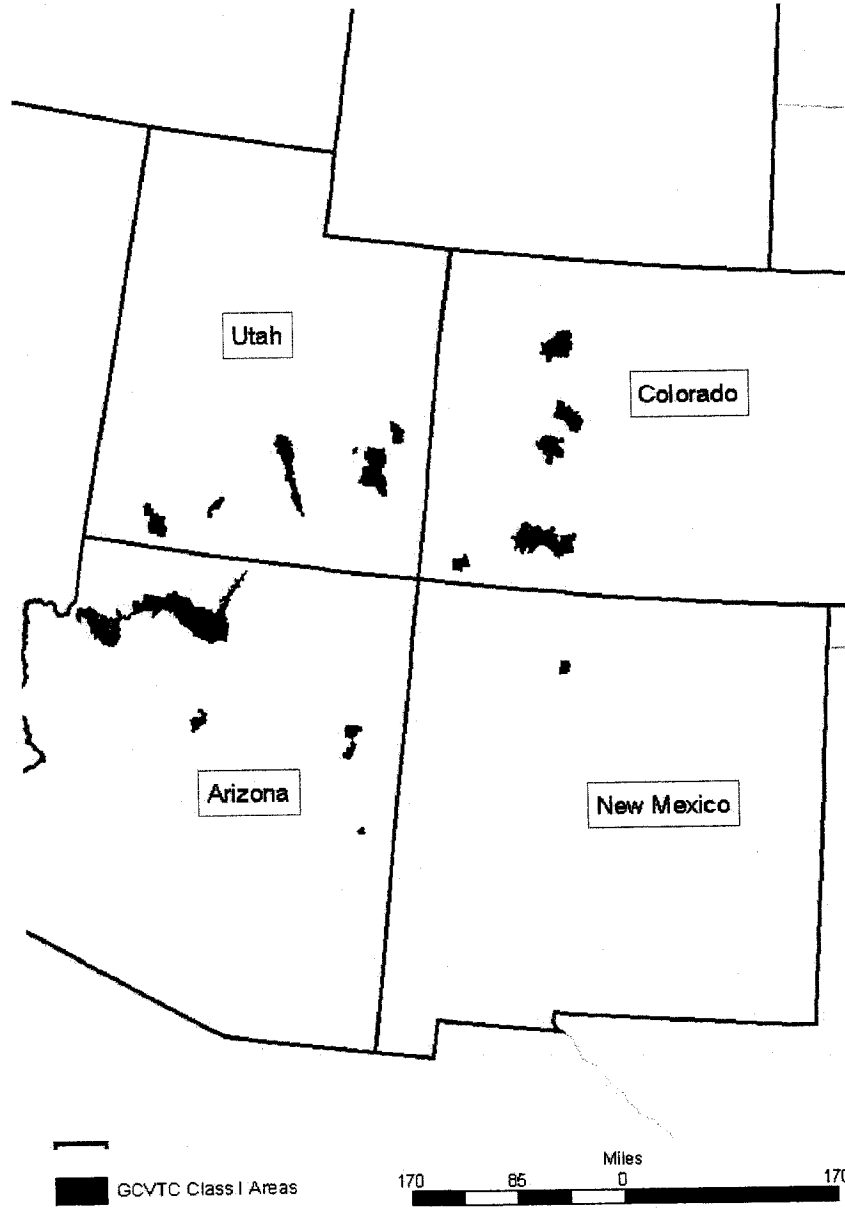 Utah
Colorado
Arizona
New Mexico
GCVTC Class I Areas
Miles
170 85 0 170